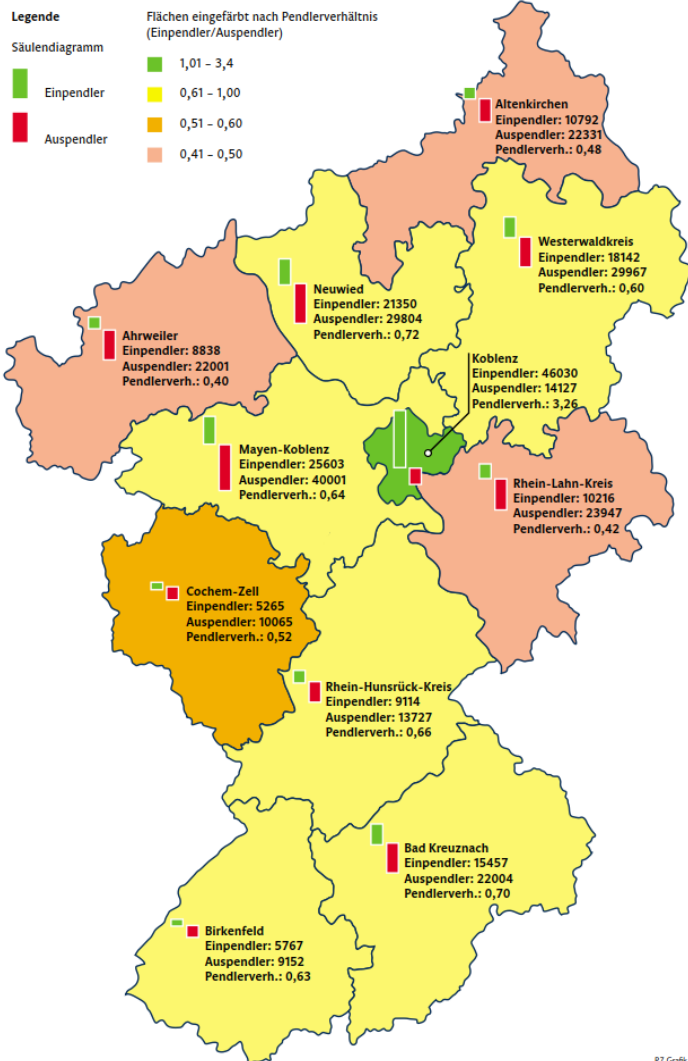 Legende
Säulendiagramm
Einpendler
Auspendler
Flächen eingefärbt nach Pendlerverhältnis
(Einpendler/Auspendler)
1,01 – 3,4
0,61 – 1,00
0,51 – 0,60
0,41 – 0,50
Altenkirchen
Einpendler: 10792
Auspendler: 22331
Pendlerverh.: 0,48
Westerwaldkreis
Einpendler: 18142
Auspendler: 29967
Pendlerverh.: 0,60
Neuwied
Einpendler: 21350
Auspendler: 29804
Pendlerverh.: 0,72
Ahrweiler
Einpendler: 8838
Auspendler: 22001
Pendlerverh.: 0,40
Koblenz
Einpendler: 46030
Auspendler: 14127
Pendlerverh.: 3,26
Mayen-Koblenz
Einpendler: 25603
Auspendler: 40001
Pendlerverh.: 0,64
Rhein-Lahn-Kreis
Einpendler: 10216
Auspendler: 23947
Pendlerverh.: 0,42
Cochem-Zell
Einpendler: 5265
Auspendler: 10065
Pendlerverh.: 0,52
Rhein-Hunsrück-Kreis
Einpendler: 9114
Auspendler: 13727
Pendlerverh.: 0,66
Bad Kreuznach
Einpendler: 15457
Auspendler: 22004
Pendlerverh.: 0,70
Birkenfeld
Einpendler: 5767
Auspendler: 9152
Pendlerverh.: 0,63